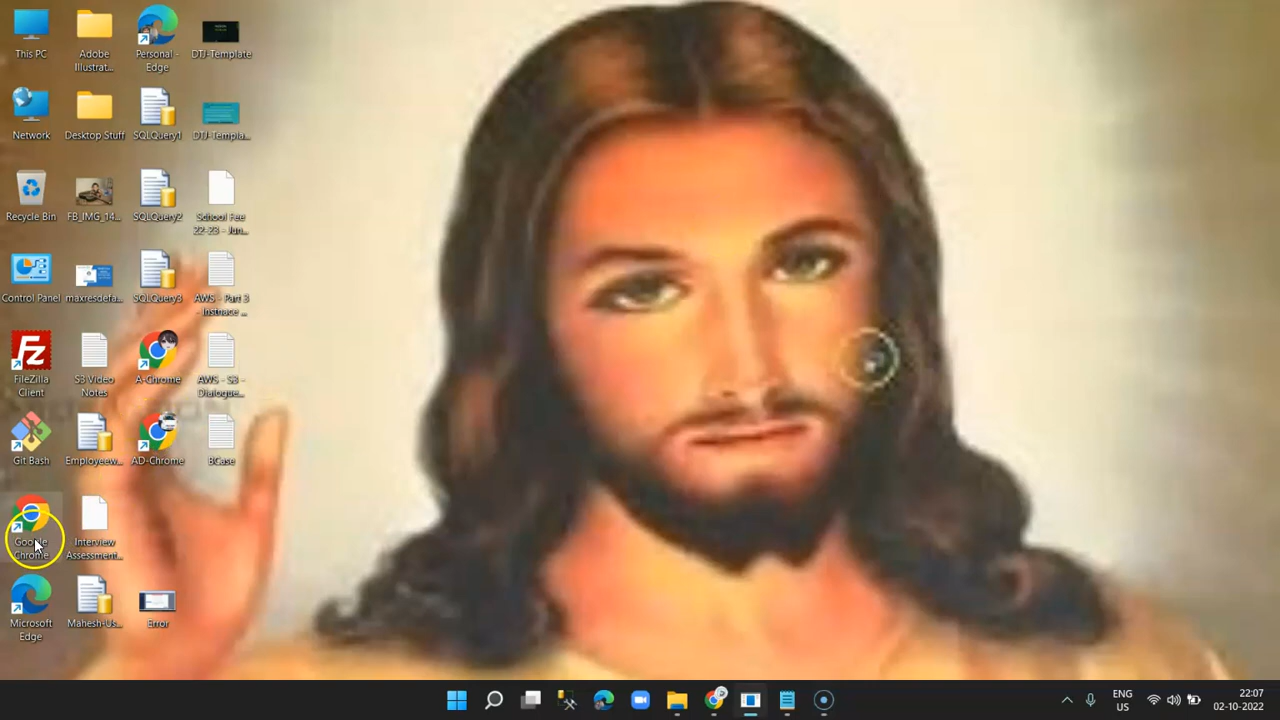 This PC
Adobe
Illustrat...
Personal -
Edge
DTJ-Template
Network
Desktop Stuff
SQLQuery1
DTJ-Templa...
Recycle Bin
FB_IMG_14...
SQLQuery2
School Fee
22-23 - Jun...
Control Panel
maxresdefa...
SQLQuery3
AWS - Part 3
- Instnace ...
FileZilla
Client
S3 Video
Notes
A-Chrome
AWS - S3 -
Dialogue...
Git Bash
Employeew...
AD-Chrome
BCase
Google
Chrome
Interview
Assessment...
Microsoft
Edge
Mahesh-Us...
Error
ENG
US
22:07
02-10-2022